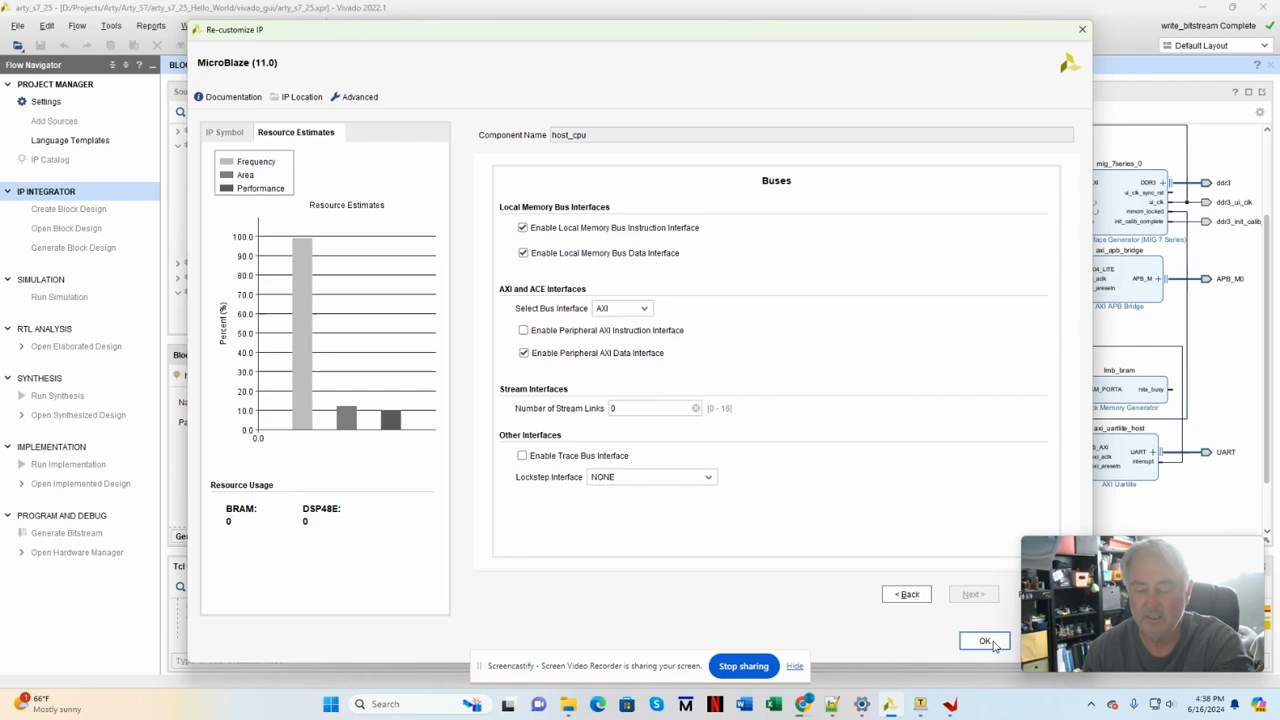 arty_s7_25 - [D:/Projects/Arty/Arty_S7/arty_s7_25_Hello_World/vivado_gui/arty_s7_25.xpr] - Vivado 2022.1
File Edit Flow Tools Reports
write_bitstream Complete
Default Layout
Flow Navigator
PROJECT MANAGER
Settings
Add Sources
Language Templates
IP Catalog
IP INTEGRATOR
Create Block Design
Open Block Design
Generate Block Design
SIMULATION
Run Simulation
RTL ANALYSIS
Open Elaborated Design
SYNTHESIS
Run Synthesis
Open Synthesized Design
IMPLEMENTATION
Run Implementation
Open Implemented Design
PROGRAM AND DEBUG
Generate Bitstream
Open Hardware Manager
Re-customize IP
MicroBlaze (11.0)
Documentation IP Location Advanced
IP Symbol Resource Estimates
Frequency
Area
Performance
Resource Estimates
100.0
90.0
80.0
70.0
60.0
50.0
40.0
30.0
20.0
10.0
0.0
0.0
Percent (%)
Resource Usage
BRAM: DSP48E:
0 0
Component Name host_cpu
Buses
Local Memory Bus Interfaces
Enable Local Memory Bus Instruction Interface
Enable Local Memory Bus Data Interface
AXI and ACE Interfaces
Select Bus Interface AXI
Enable Peripheral AXI Instruction Interface
Enable Peripheral AXI Data Interface
Stream Interfaces
Number of Stream Links 0 [0 - 16]
Other Interfaces
Enable Trace Bus Interface
Lockstep Interface NONE
< Back Next >
OK
mig_7series_0
DDR3
ui_clk_sync_rst
ui_clk
mmcm_locked
init_calib_complete
ddr3
ddr3_ui_clk
ddr3_init_calib
axi_apb_bridge
APB_M
APB_M0
AXI APB Bridge
lmb_bram
rsta_busy
axi_uartlite_host
UART
interrupt
UART
AXI Uartlite
Screencastify - Screen Video Recorder is sharing your screen. Stop sharing Hide
66°F
Mostly sunny
Search
4:38 PM
6/16/2024